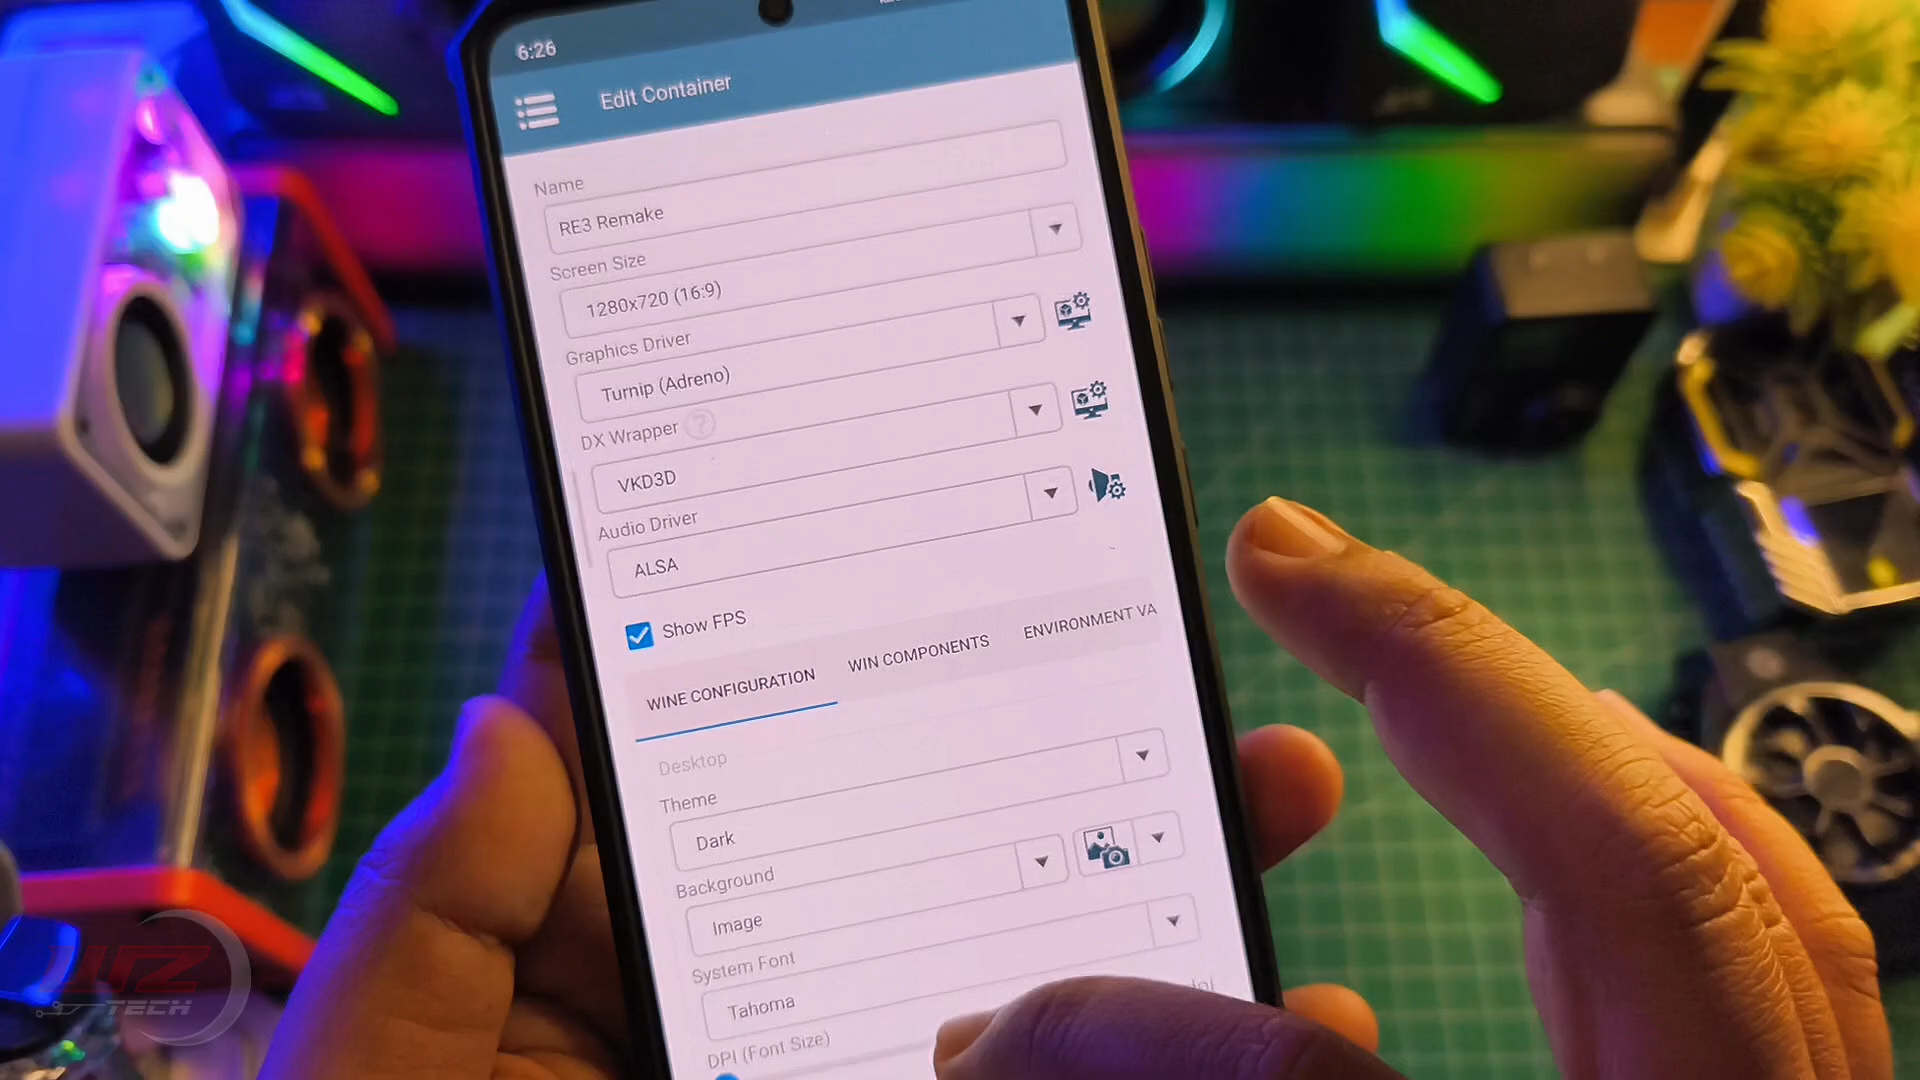 6:26
Edit Container
Name
RE3 Remake
Screen Size
1280x720 (16:9)
Graphics Driver
Turnip (Adreno)
DX Wrapper ?
VKD3D
Audio Driver
ALSA
Show FPS
WINE CONFIGURATION WIN COMPONENTS ENVIRONMENT VA
Desktop
Theme
Dark
Background
Image
System Font
Tahoma
DPI (Font Size)
TECH